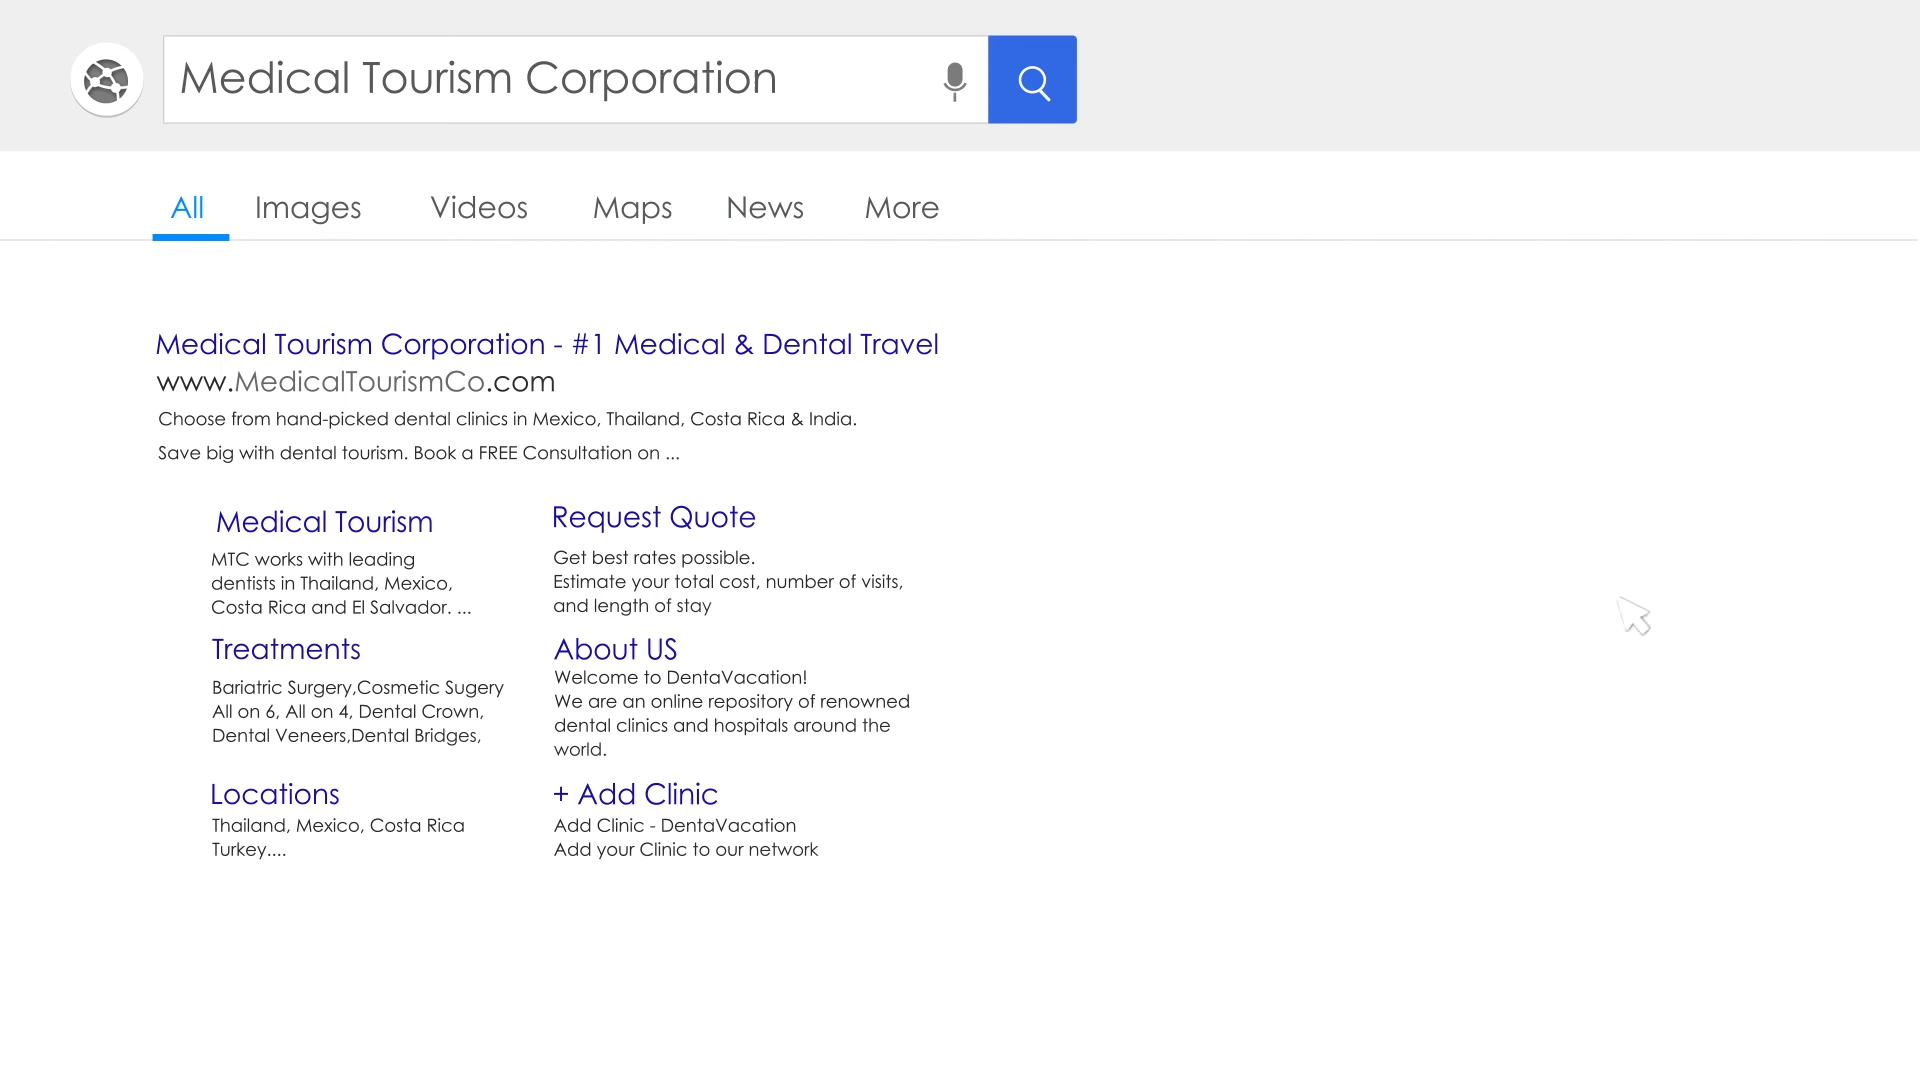 Medical Tourism Corporation
All Images Videos Maps News More
Medical Tourism Corporation - #1 Medical & Dental Travel
www.MedicalTourismCo.com
Choose from hand-picked dental clinics in Mexico, Thailand, Costa Rica & India.
Save big with dental tourism. Book a FREE Consultation on ...
Medical Tourism
MTC works with leading
dentists in Thailand, Mexico,
Costa Rica and El Salvador. ...
Request Quote
Get best rates possible.
Estimate your total cost, number of visits,
and length of stay
Treatments
Bariatric Surgery,Cosmetic Sugery
All on 6, All on 4, Dental Crown,
Dental Veneers,Dental Bridges,
About US
Welcome to DentaVacation!
We are an online repository of renowned
dental clinics and hospitals around the
world.
Locations
Thailand, Mexico, Costa Rica
Turkey....
+ Add Clinic
Add Clinic - DentaVacation
Add your Clinic to our network